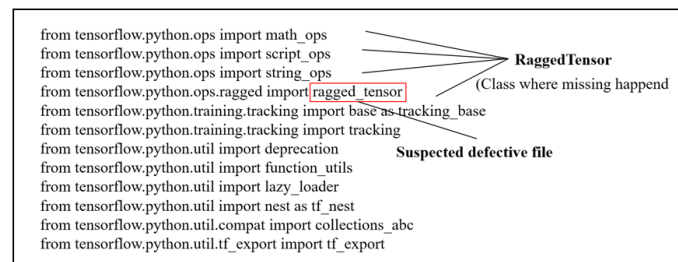 from tensorflow.python.ops import math_ops
from tensorflow.python.ops import script_ops
from tensorflow.python.ops import string_ops
from tensorflow.python.ops.ragged import ragged_tensor
from tensorflow.python.training.tracking import base as tracking_base
from tensorflow.python.training.tracking import tracking
from tensorflow.python.util import deprecation
from tensorflow.python.util import function_utils
from tensorflow.python.util import lazy_loader
from tensorflow.python.util import nest as tf_nest
from tensorflow.python.util.compat import collections_abc
from tensorflow.python.util.tf_export import tf_export
RaggedTensor
(Class where missing happend
Suspected defective file